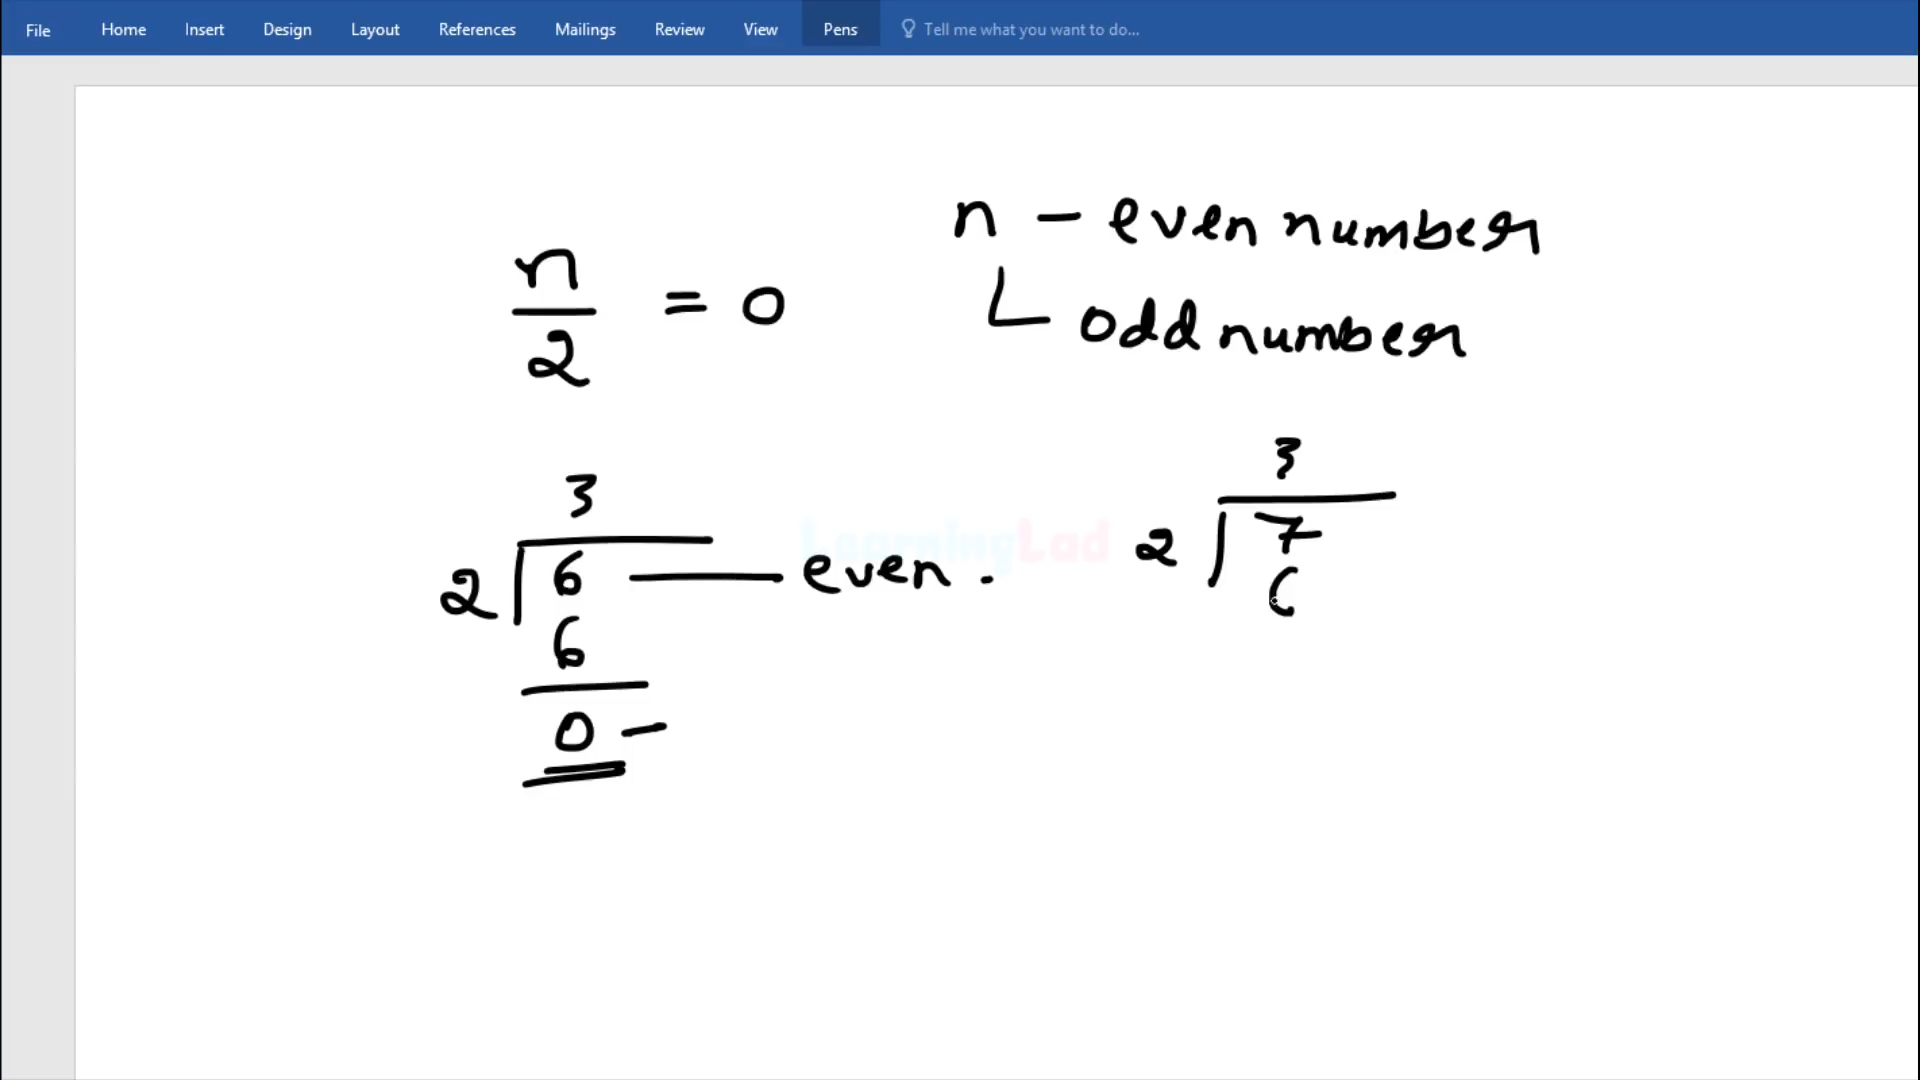 File Home Insert Design Layout References Mailings Review View Pens Tell me what you want to do...
n — even number
n
— = 0
2
odd number
3
2 6 — even.
6
0 –
LearningLad
3
2 7